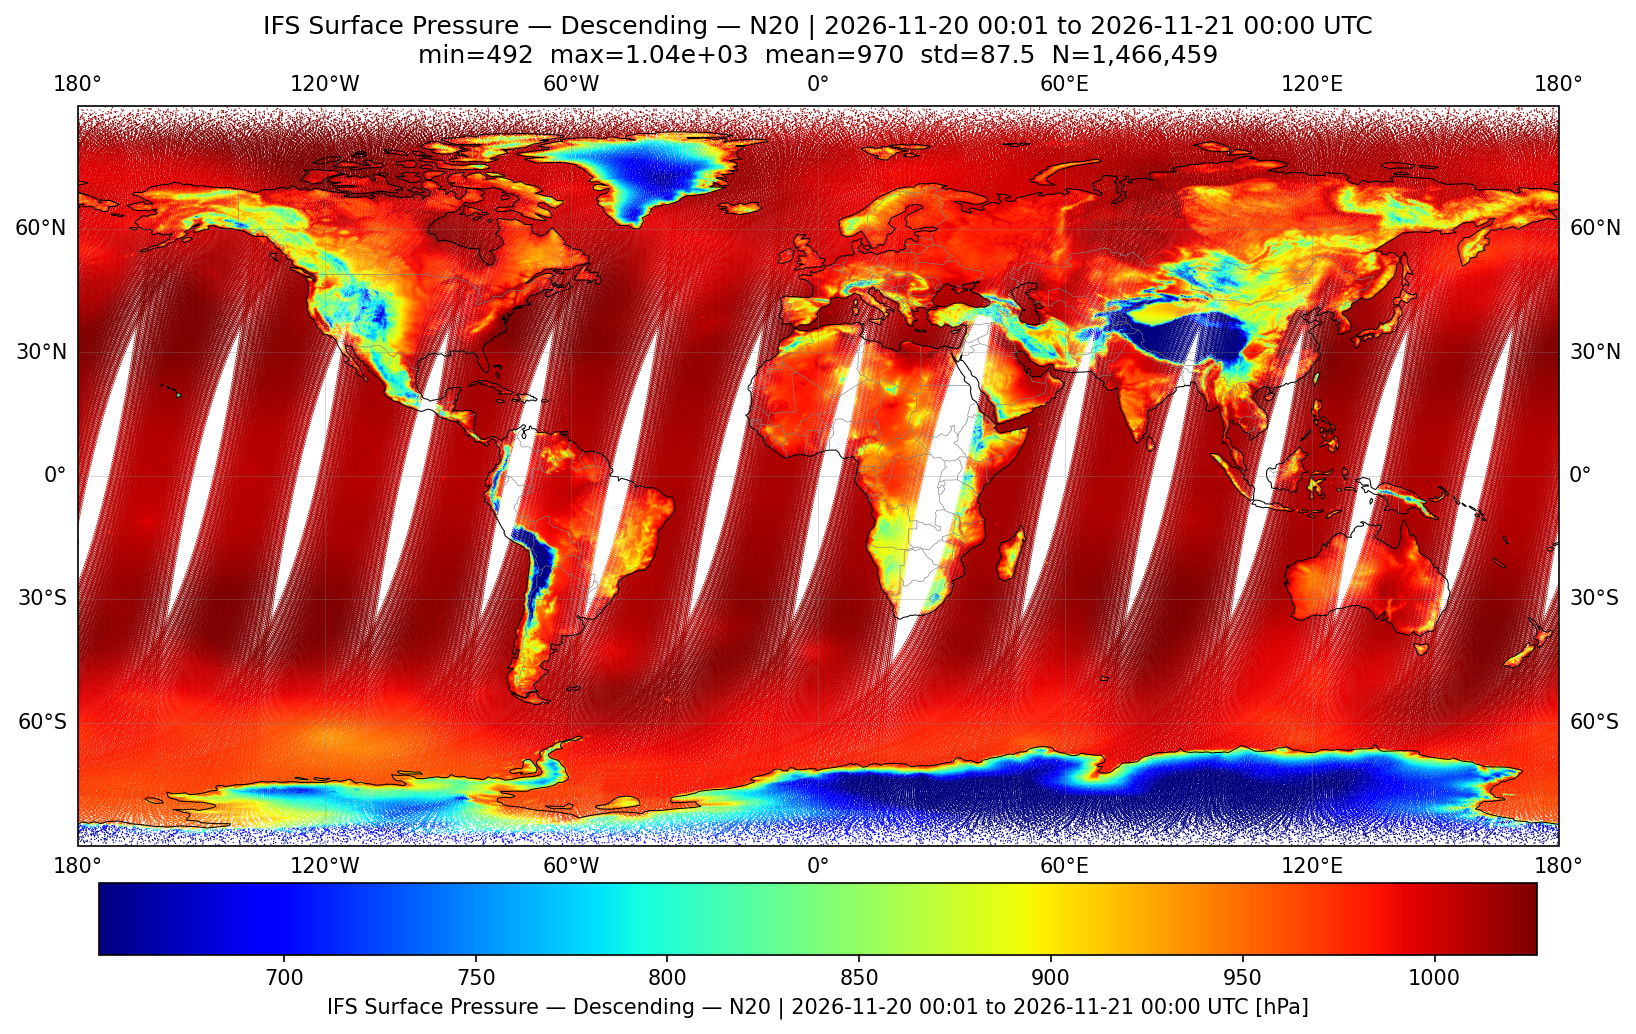 IFS Surface Pressure — Descending — N20 | 2026-11-20 00:01 to 2026-11-21 00:00 UTC
min=492 max=1.04e+03 mean=970 std=87.5 N=1,466,459
180° 120°W 60°W 0° 60°E 120°E 180°
60°N 60°N
30°N 30°N
0° 0°
30°S 30°S
60°S 60°S
180° 120°W 60°W 0° 60°E 120°E 180°
700 750 800 850 900 950 1000
IFS Surface Pressure — Descending — N20 | 2026-11-20 00:01 to 2026-11-21 00:00 UTC [hPa]